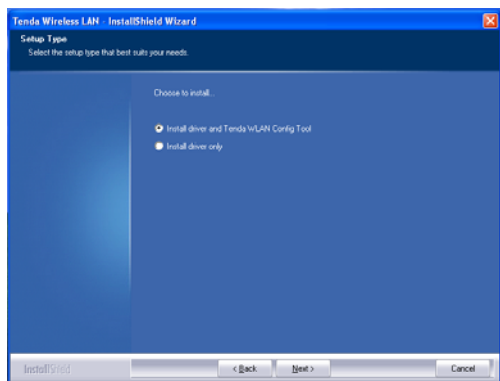 Tenda Wireless LAN - InstallShield Wizard
Setup Type
Select the setup type that best suits your needs.
Choose to install...
Install driver and Tenda WLAN Config Tool
Install driver only
InstallShield
< Back
Next >
Cancel